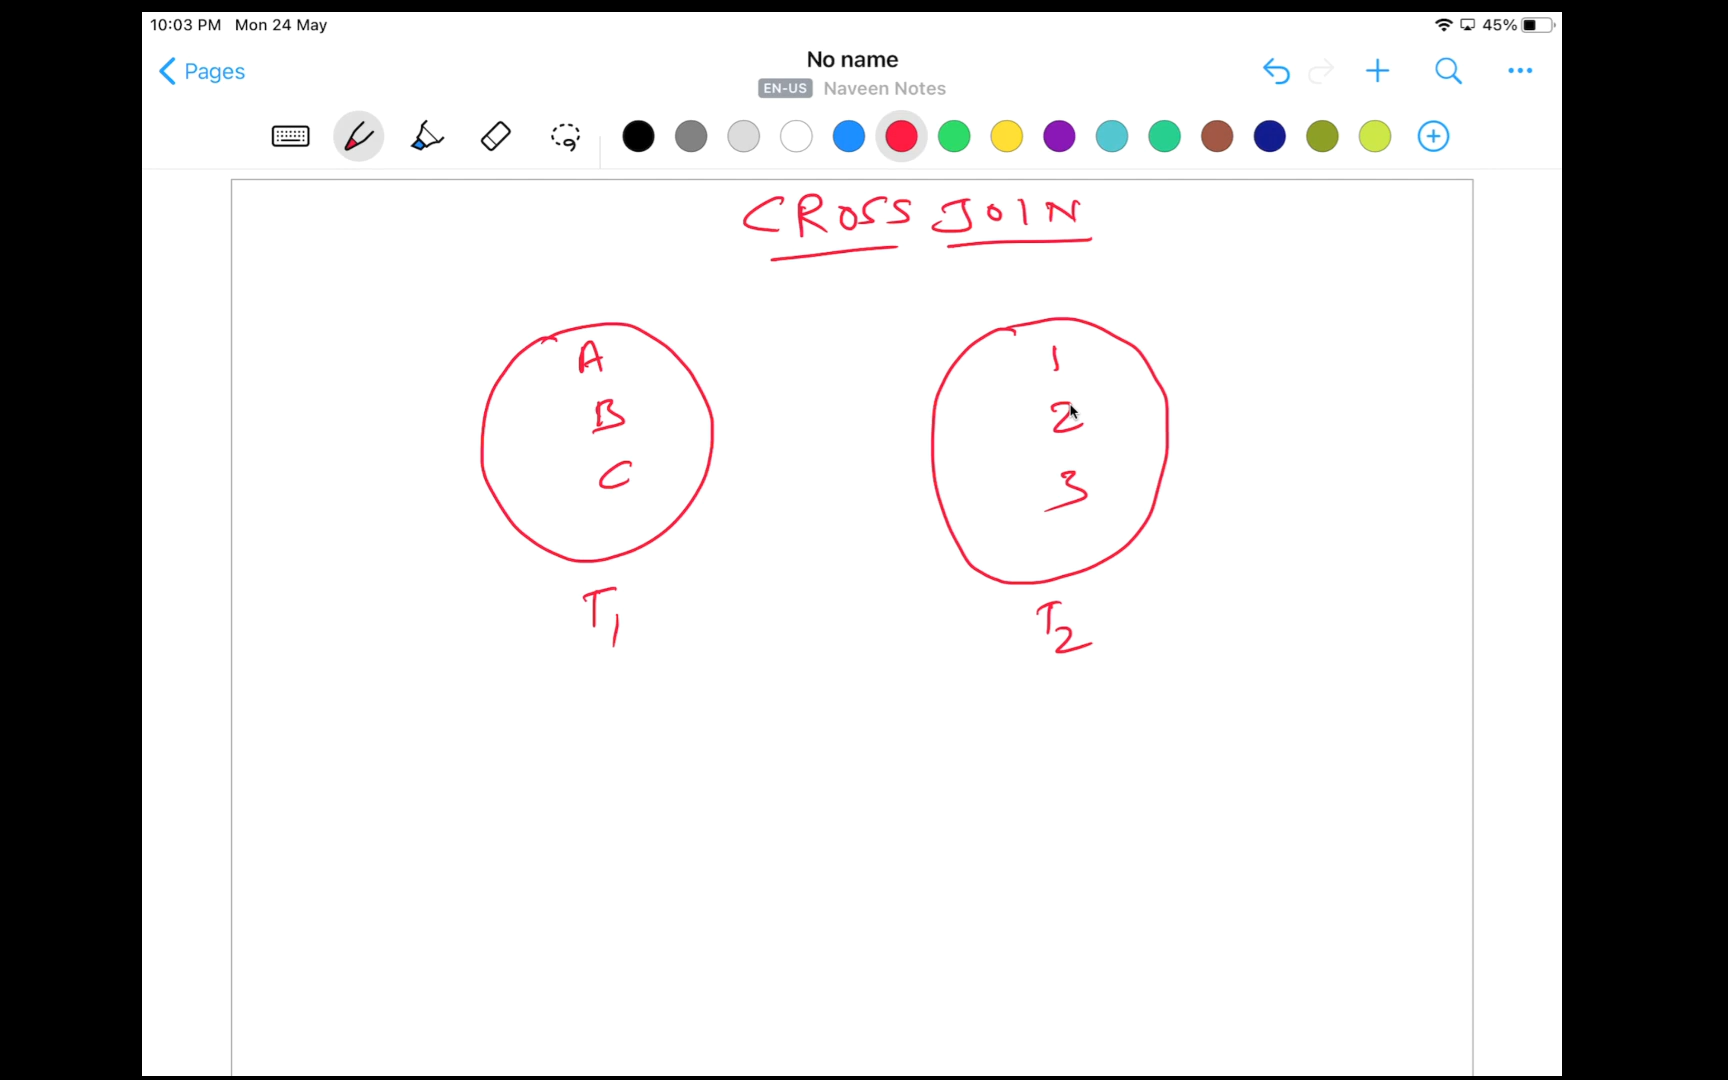 10:03 PM Mon 24 May 45%
Pages
No name
EN-US Naveen Notes
CROSS JOIN
A
B
C
1
2
3
T1
T2